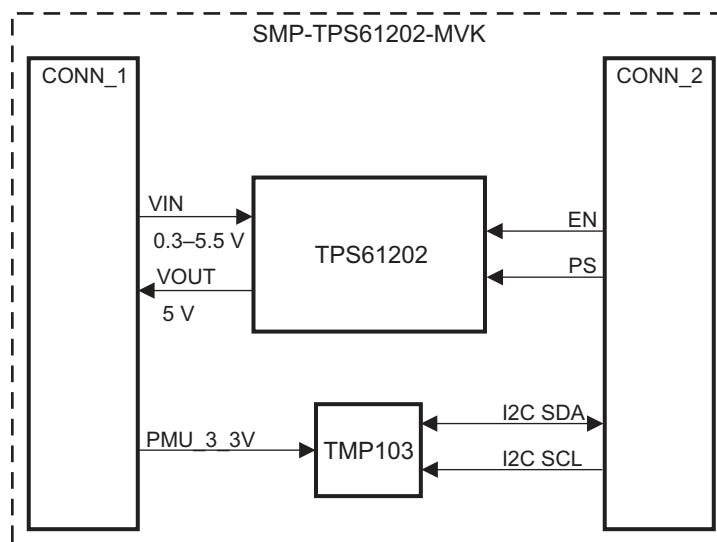 SMP-TPS61202-MVK
CONN_1
CONN_2
VIN
0.3–5.5 V
VOUT
5 V
TPS61202
EN
PS
PMU_3_3V
TMP103
I2C SDA
I2C SCL